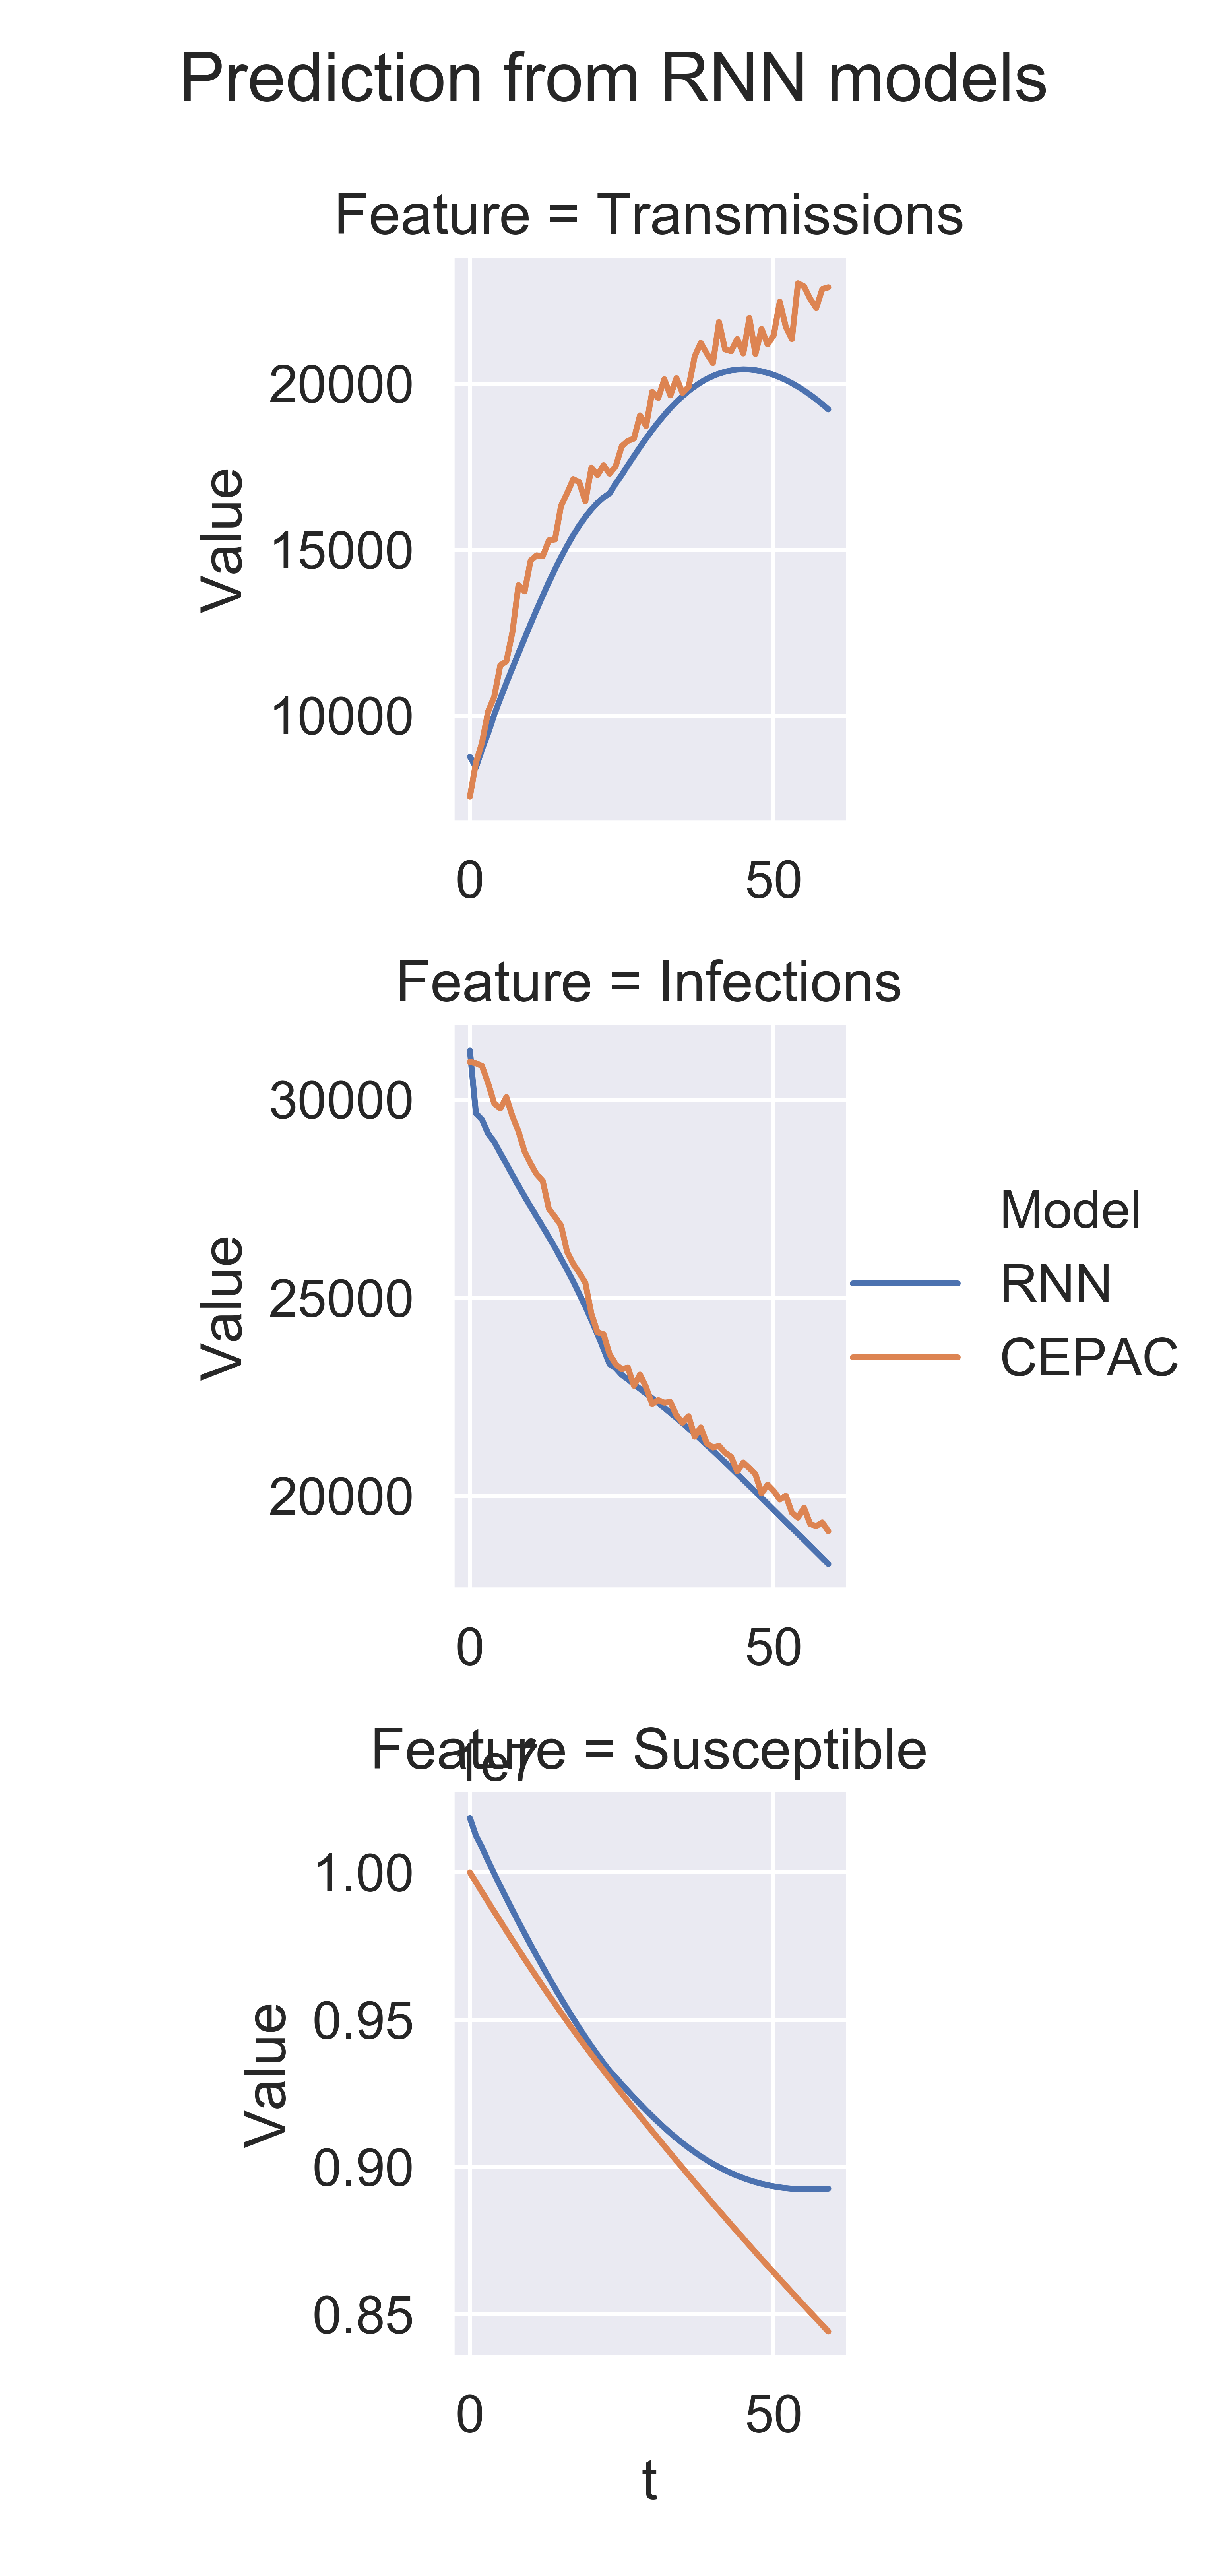 Prediction from RNN models
Feature = Transmissions
20000
15000
10000
Value
0 50
Feature = Infections
30000
25000
20000
Value
0 50
Model
RNN
CEPAC
Feature = Susceptible
1e7
1.00
0.95
0.90
0.85
Value
0 50
t